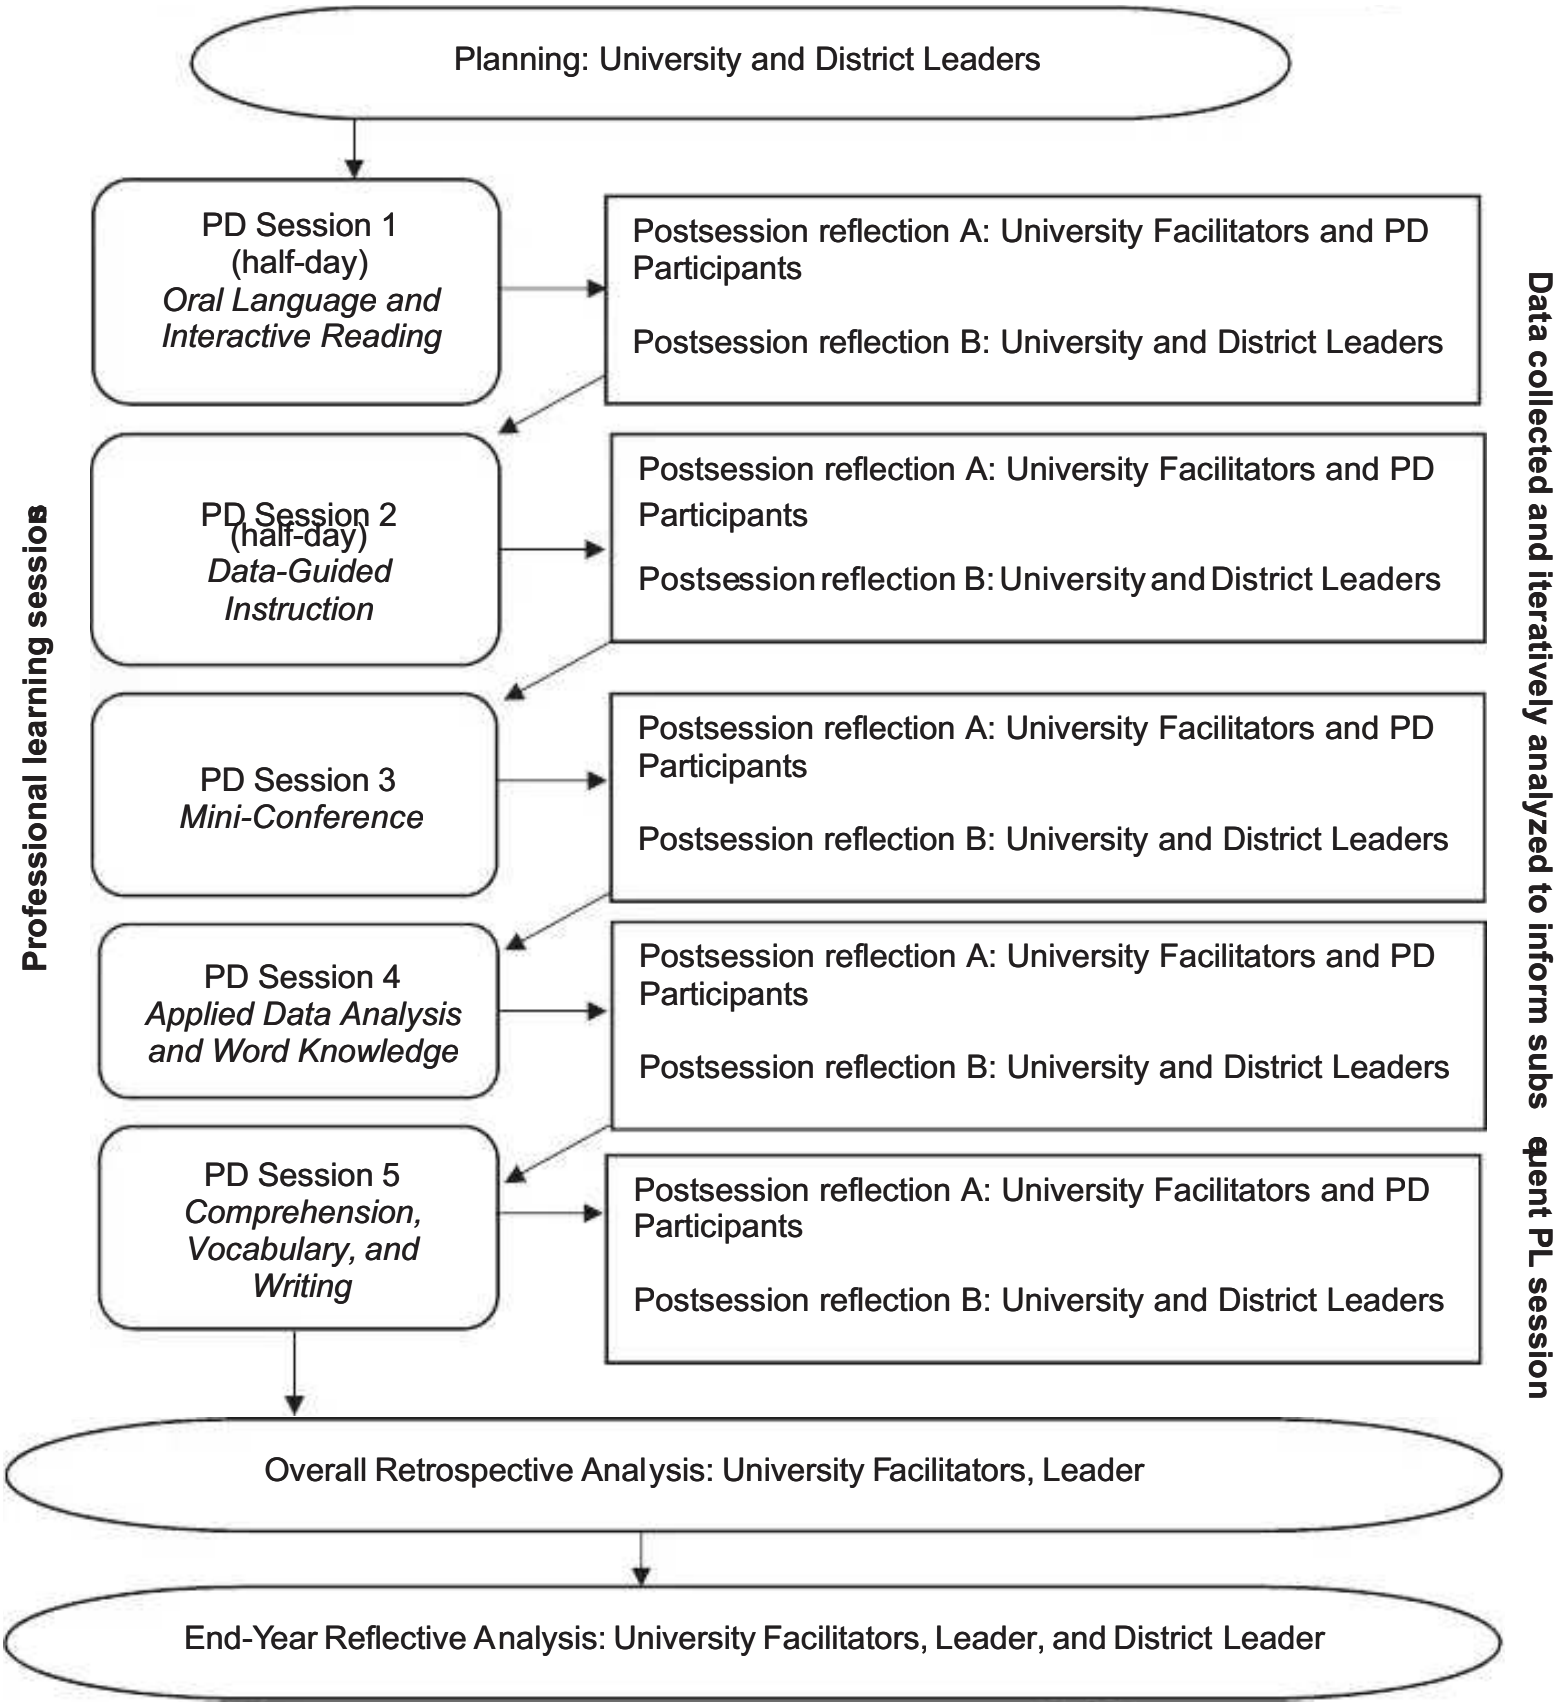 Planning: University and District Leaders
PD Session 1
(half-day)
Oral Language and
Interactive Reading
Postsession reflection A: University Facilitators and PD
Participants
Postsession reflection B: University and District Leaders
PD Session 2
(half-day)
Data-Guided
Instruction
Postsession reflection A: University Facilitators and PD
Participants
Postsession reflection B: University and District Leaders
PD Session 3
Mini-Conference
Postsession reflection A: University Facilitators and PD
Participants
Postsession reflection B: University and District Leaders
PD Session 4
Applied Data Analysis
and Word Knowledge
Postsession reflection A: University Facilitators and PD
Participants
Postsession reflection B: University and District Leaders
PD Session 5
Comprehension,
Vocabulary, and
Writing
Postsession reflection A: University Facilitators and PD
Participants
Postsession reflection B: University and District Leaders
Overall Retrospective Analysis: University Facilitators, Leader
End-Year Reflective Analysis: University Facilitators, Leader, and District Leader
Professional learning sessions
Data collected and iteratively analyzed to inform subsequent PL session